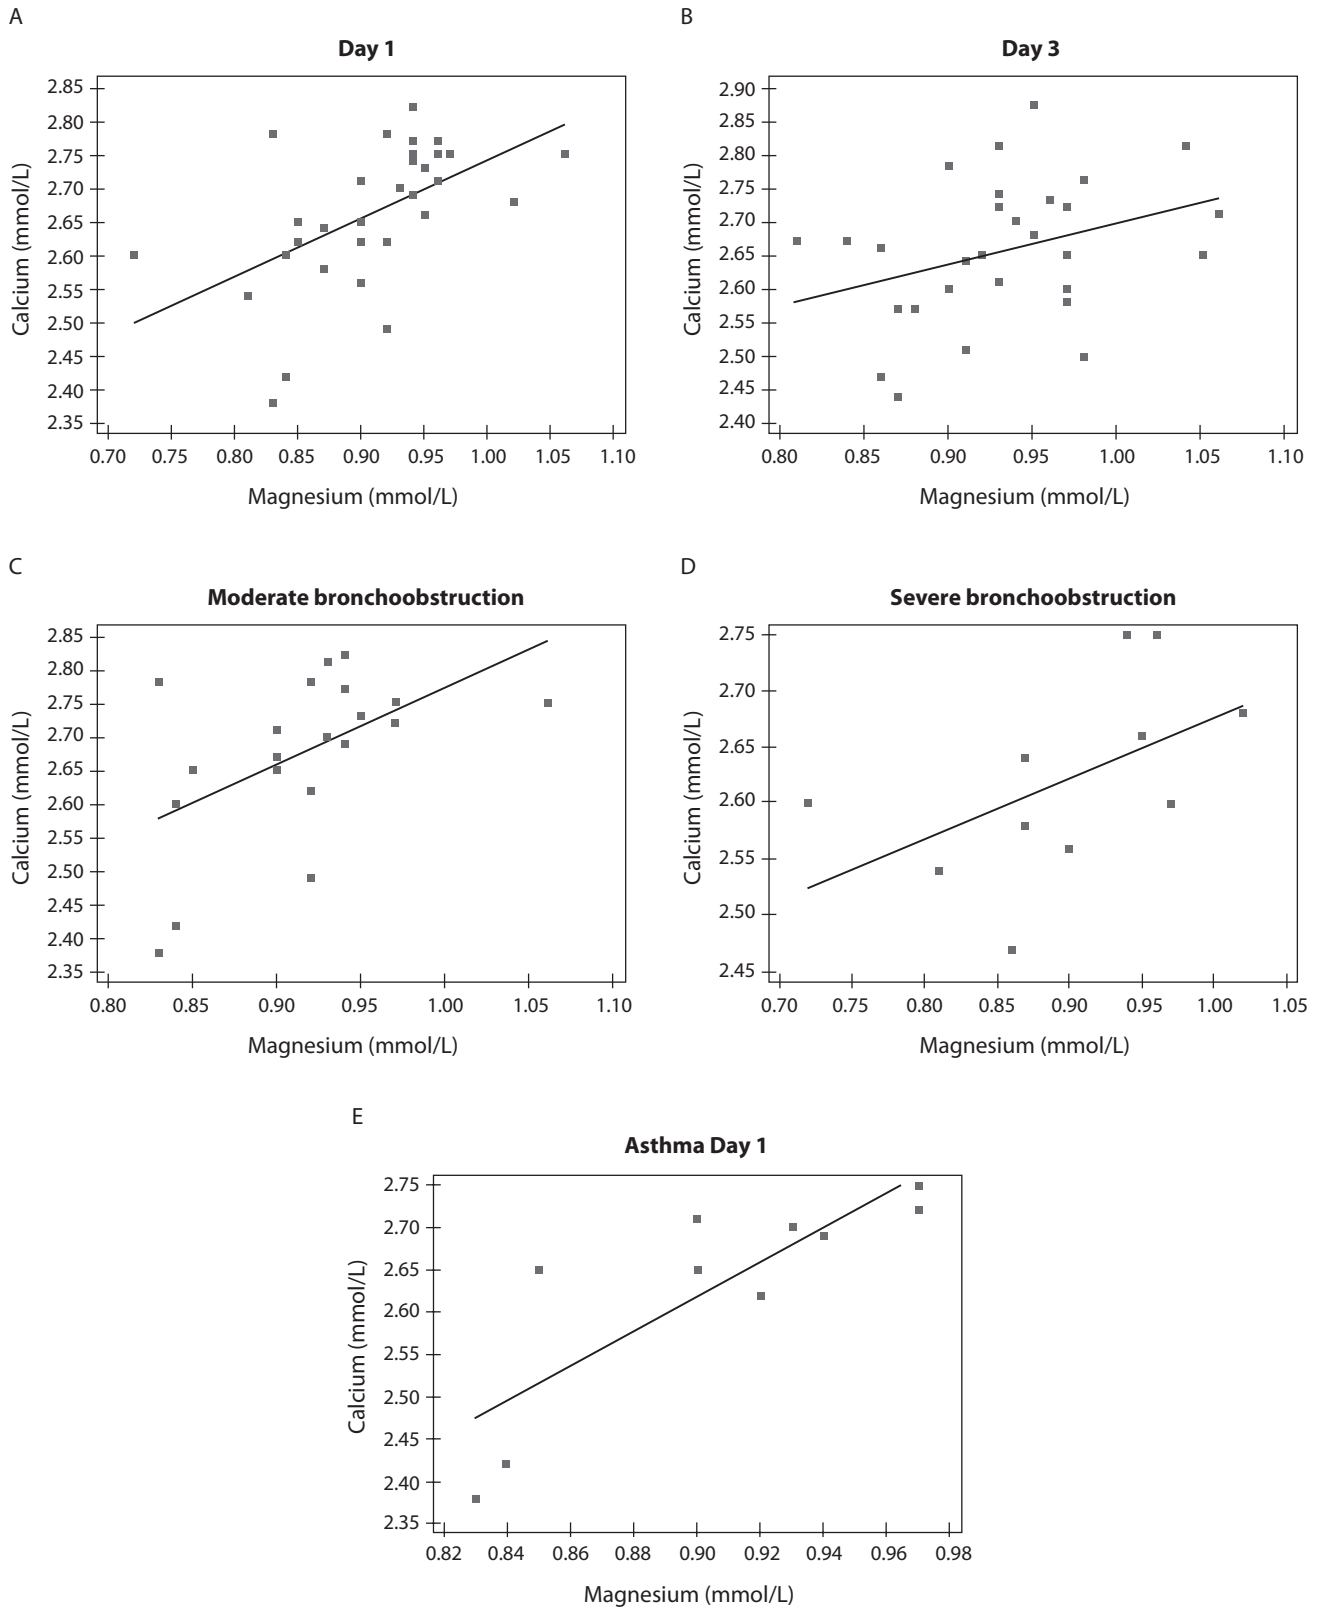 A
Day 1
Calcium (mmol/L)
2.85
2.80
2.75
2.70
2.65
2.60
2.55
2.50
2.45
2.40
2.35
0.70 0.75 0.80 0.85 0.90 0.95 1.00 1.05 1.10
Magnesium (mmol/L)
B
Day 3
Calcium (mmol/L)
2.90
2.85
2.80
2.75
2.70
2.65
2.60
2.55
2.50
2.45
2.40
0.80 0.85 0.90 0.95 1.00 1.05 1.10
Magnesium (mmol/L)
C
Moderate bronchoobstruction
Calcium (mmol/L)
2.85
2.80
2.75
2.70
2.65
2.60
2.55
2.50
2.45
2.40
2.35
0.80 0.85 0.90 0.95 1.00 1.05 1.10
Magnesium (mmol/L)
D
Severe bronchoobstruction
Calcium (mmol/L)
2.75
2.70
2.65
2.60
2.55
2.50
2.45
0.70 0.75 0.80 0.85 0.90 0.95 1.00 1.05
Magnesium (mmol/L)
E
Asthma Day 1
Calcium (mmol/L)
2.75
2.70
2.65
2.60
2.55
2.50
2.45
2.40
2.35
0.82 0.84 0.86 0.88 0.90 0.92 0.94 0.96 0.98
Magnesium (mmol/L)